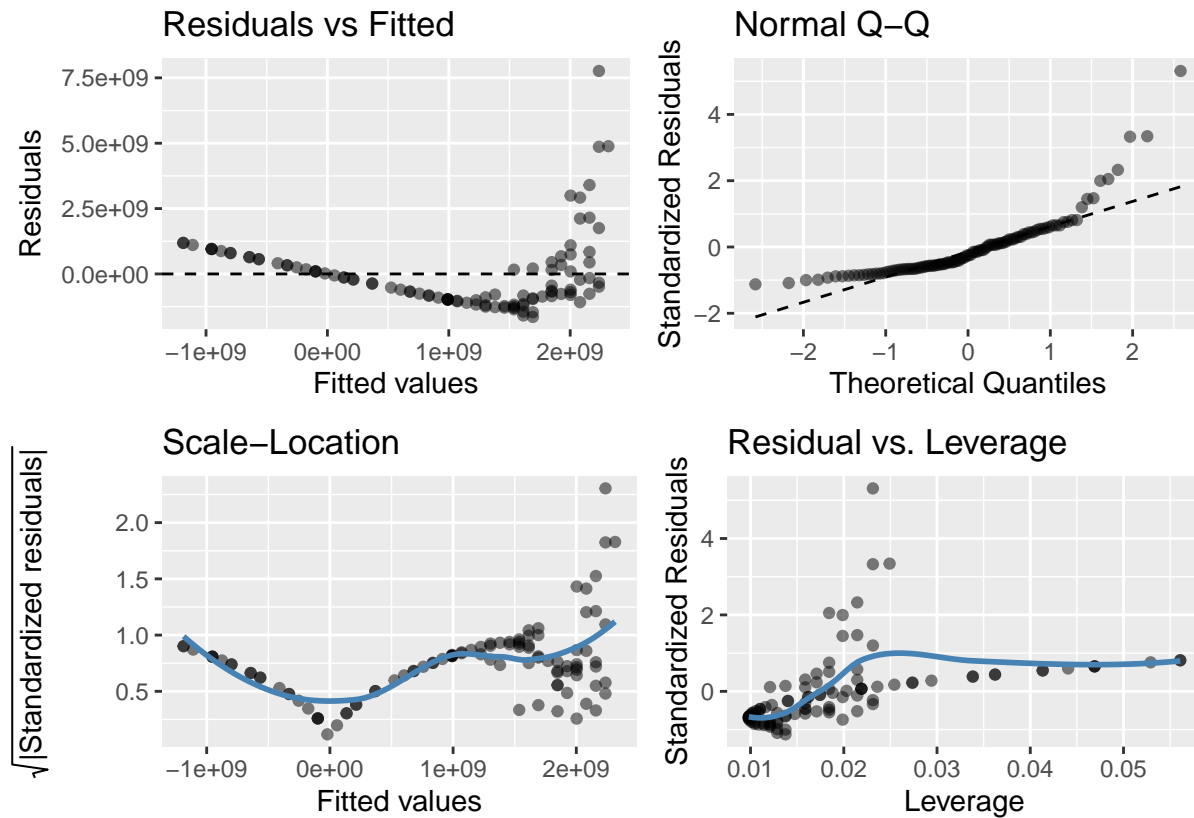 Residuals vs Fitted
7.5e+09
5.0e+09
2.5e+09
0.0e+00
Residuals
−1e+09 0e+00 1e+09 2e+09
Fitted values
Normal Q−Q
4
2
0
−2
Standardized Residuals
−2 −1 0 1 2
Theoretical Quantiles
Scale−Location
2.0
1.5
1.0
0.5
√|Standardized residuals|
−1e+09 0e+00 1e+09 2e+09
Fitted values
Residual vs. Leverage
4
2
0
Standardized Residuals
0.01 0.02 0.03 0.04 0.05
Leverage